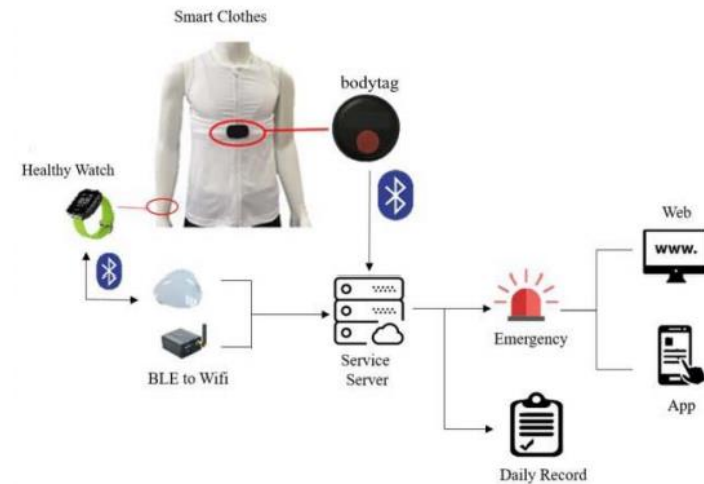 Smart Clothes
bodytag
Healthy Watch
Web
www.
Emergency
Service
Server
BLE to Wifi
App
Daily Record